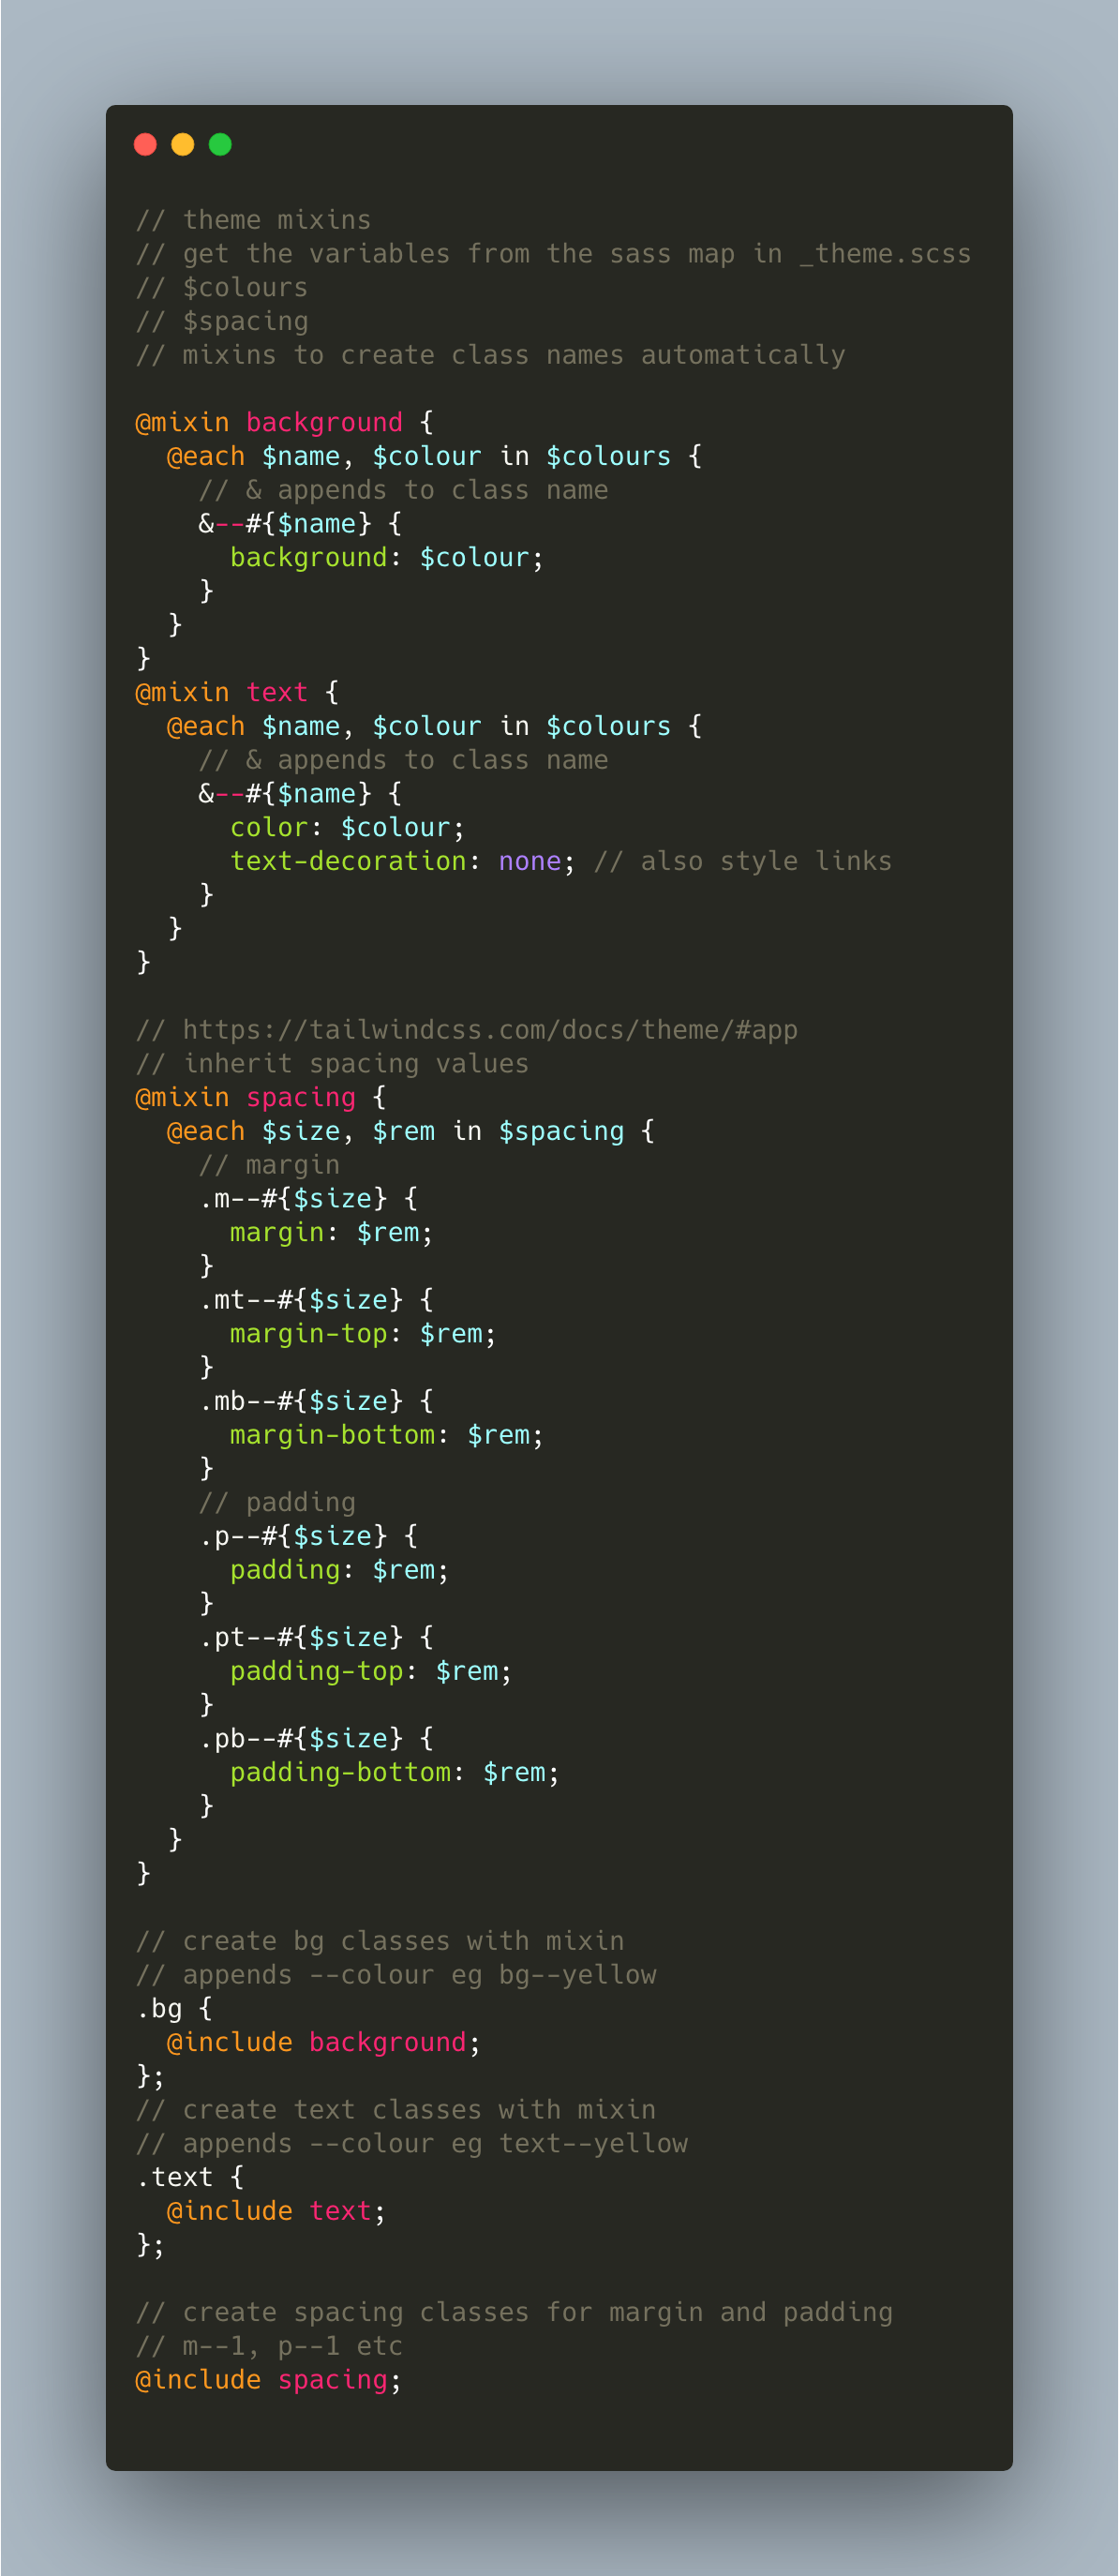 // theme mixins
// get the variables from the sass map in _theme.scss
// $colours
// $spacing
// mixins to create class names automatically

@mixin background {
  @each $name, $colour in $colours {
    // & appends to class name
    &--#{$name} {
      background: $colour;
    }
  }
}
@mixin text {
  @each $name, $colour in $colours {
    // & appends to class name
    &--#{$name} {
      color: $colour;
      text-decoration: none; // also style links
    }
  }
}

// https://tailwindcss.com/docs/theme/#app
// inherit spacing values
@mixin spacing {
  @each $size, $rem in $spacing {
    // margin
    .m--#{$size} {
      margin: $rem;
    }
    .mt--#{$size} {
      margin-top: $rem;
    }
    .mb--#{$size} {
      margin-bottom: $rem;
    }
    // padding
    .p--#{$size} {
      padding: $rem;
    }
    .pt--#{$size} {
      padding-top: $rem;
    }
    .pb--#{$size} {
      padding-bottom: $rem;
    }
  }
}

// create bg classes with mixin
// appends --colour eg bg--yellow
.bg {
  @include background;
};
// create text classes with mixin
// appends --colour eg text--yellow
.text {
  @include text;
};

// create spacing classes for margin and padding
// m--1, p--1 etc
@include spacing;